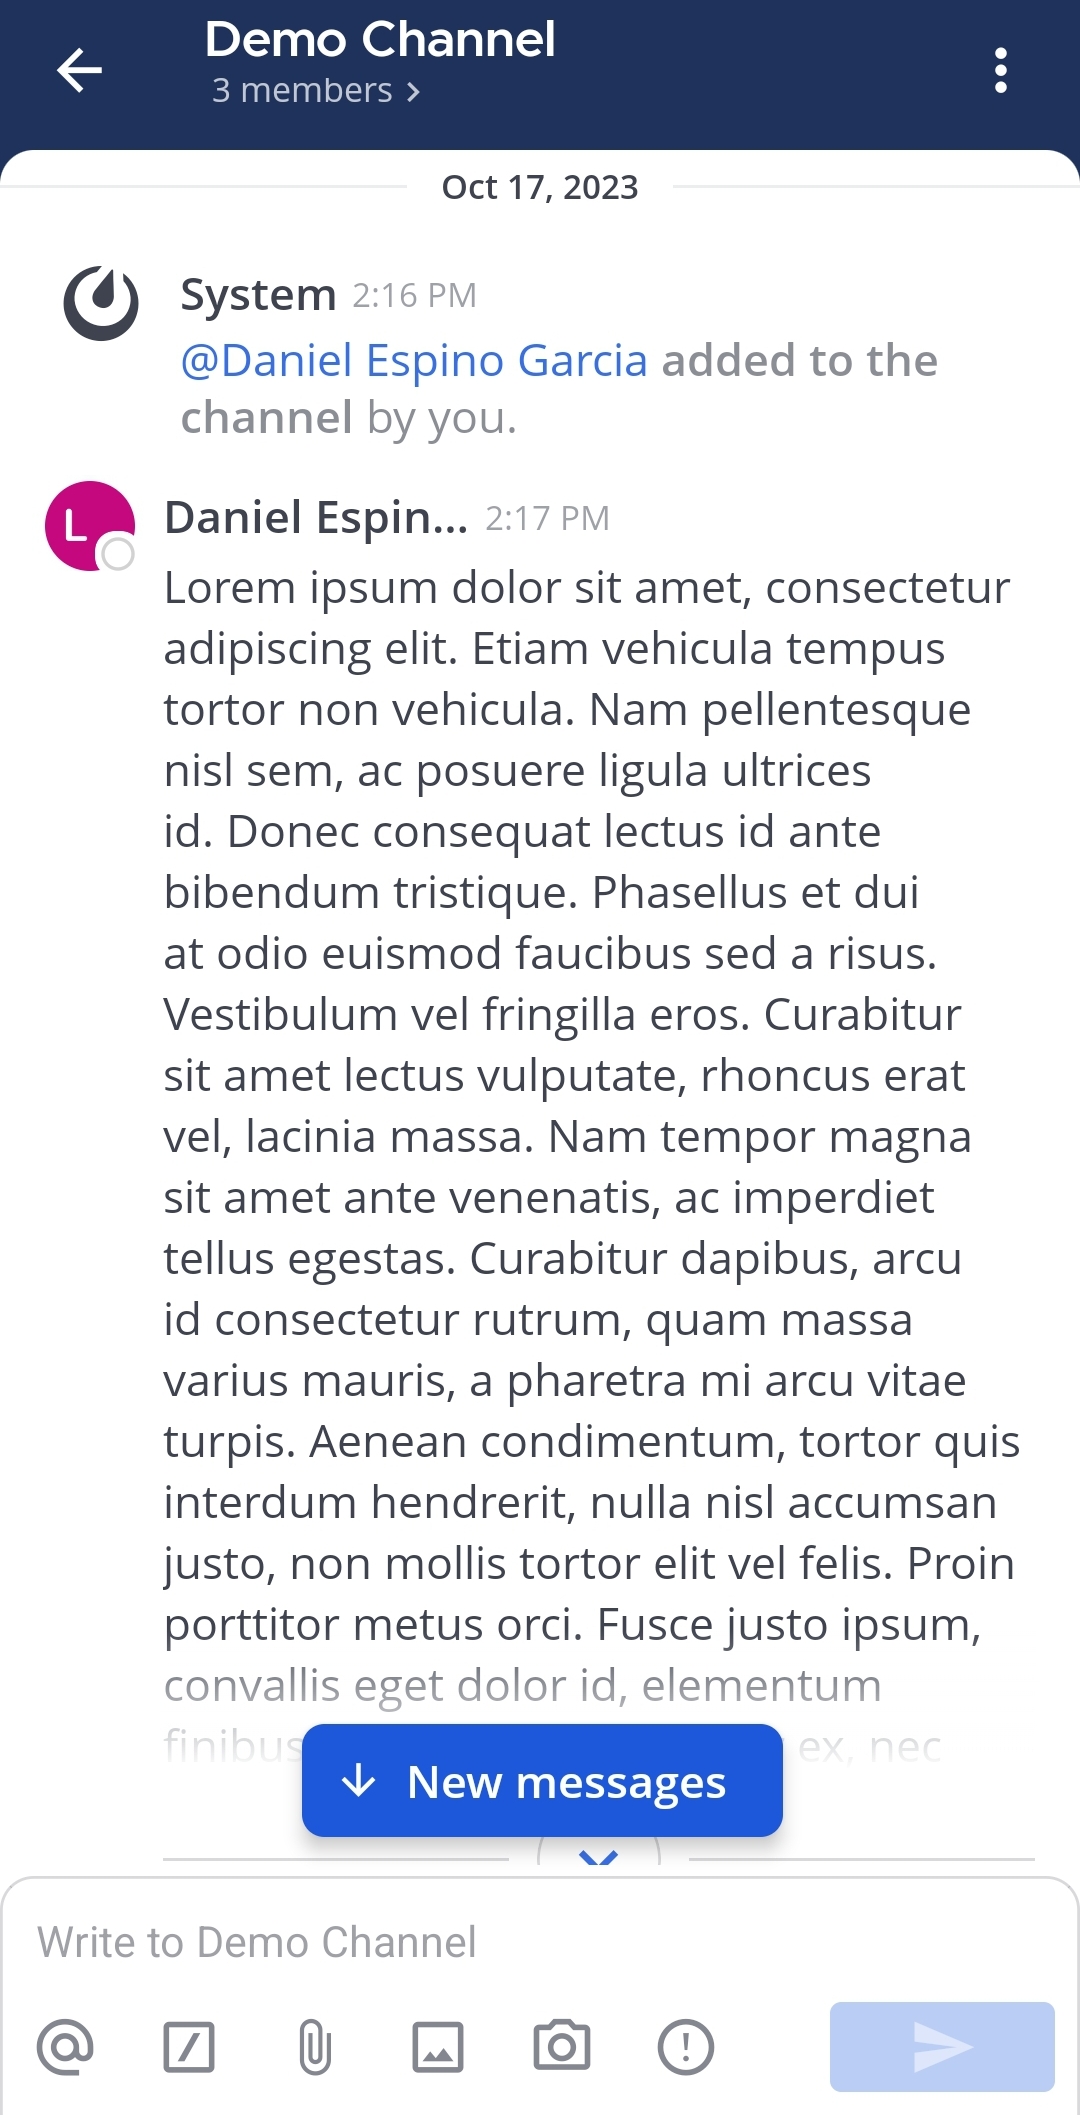 Demo Channel
3 members
Oct 17, 2023
System 2:16 PM
@Daniel Espino Garcia added to the
channel by you.
L
Daniel Espin... 2:17 PM
Lorem ipsum dolor sit amet, consectetur
adipiscing elit. Etiam vehicula tempus
tortor non vehicula. Nam pellentesque
nisl sem, ac posuere ligula ultrices
id. Donec consequat lectus id ante
bibendum tristique. Phasellus et dui
at odio euismod faucibus sed a risus.
Vestibulum vel fringilla eros. Curabitur
sit amet lectus vulputate, rhoncus erat
vel, lacinia massa. Nam tempor magna
sit amet ante venenatis, ac imperdiet
tellus egestas. Curabitur dapibus, arcu
id consectetur rutrum, quam massa
varius mauris, a pharetra mi arcu vitae
turpis. Aenean condimentum, tortor quis
interdum hendrerit, nulla nisl accumsan
justo, non mollis tortor elit vel felis. Proin
porttitor metus orci. Fusce justo ipsum,
convallis eget dolor id, elementum
finibus ex, nec
New messages
Write to Demo Channel